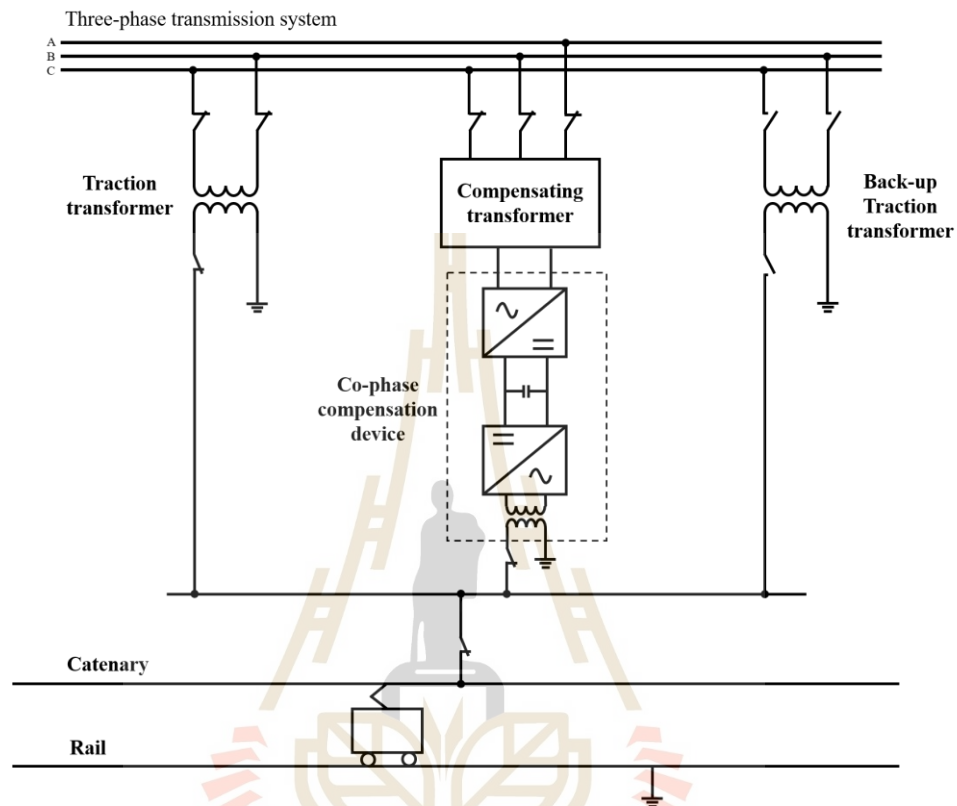 Three-phase transmission system
A
B
C
Traction
transformer
Compensating
transformer
Back-up
Traction
transformer
Co-phase
compensation
device
Catenary
Rail